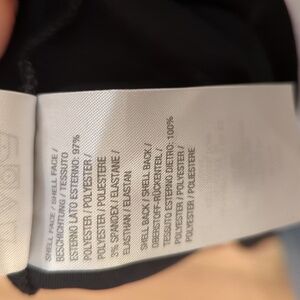 SHELL FACE / SHELL FACE /
BESCHICHTUNG / TESSUTO
ESTERNO LATO ESTERNO: 97%
POLYESTER / POLYESTER /
POLYESTER / POLIESTERE
3% SPANDEX / ELASTANE /
ELASTHAN / ELASTAN
SHELL BACK / SHELL BACK /
OBERSTOFF-RÜCKENTEIL /
TESSUTO ESTERNO DIETRO: 100%
POLYESTER / POLYESTER /
POLYESTER / POLIESTERE